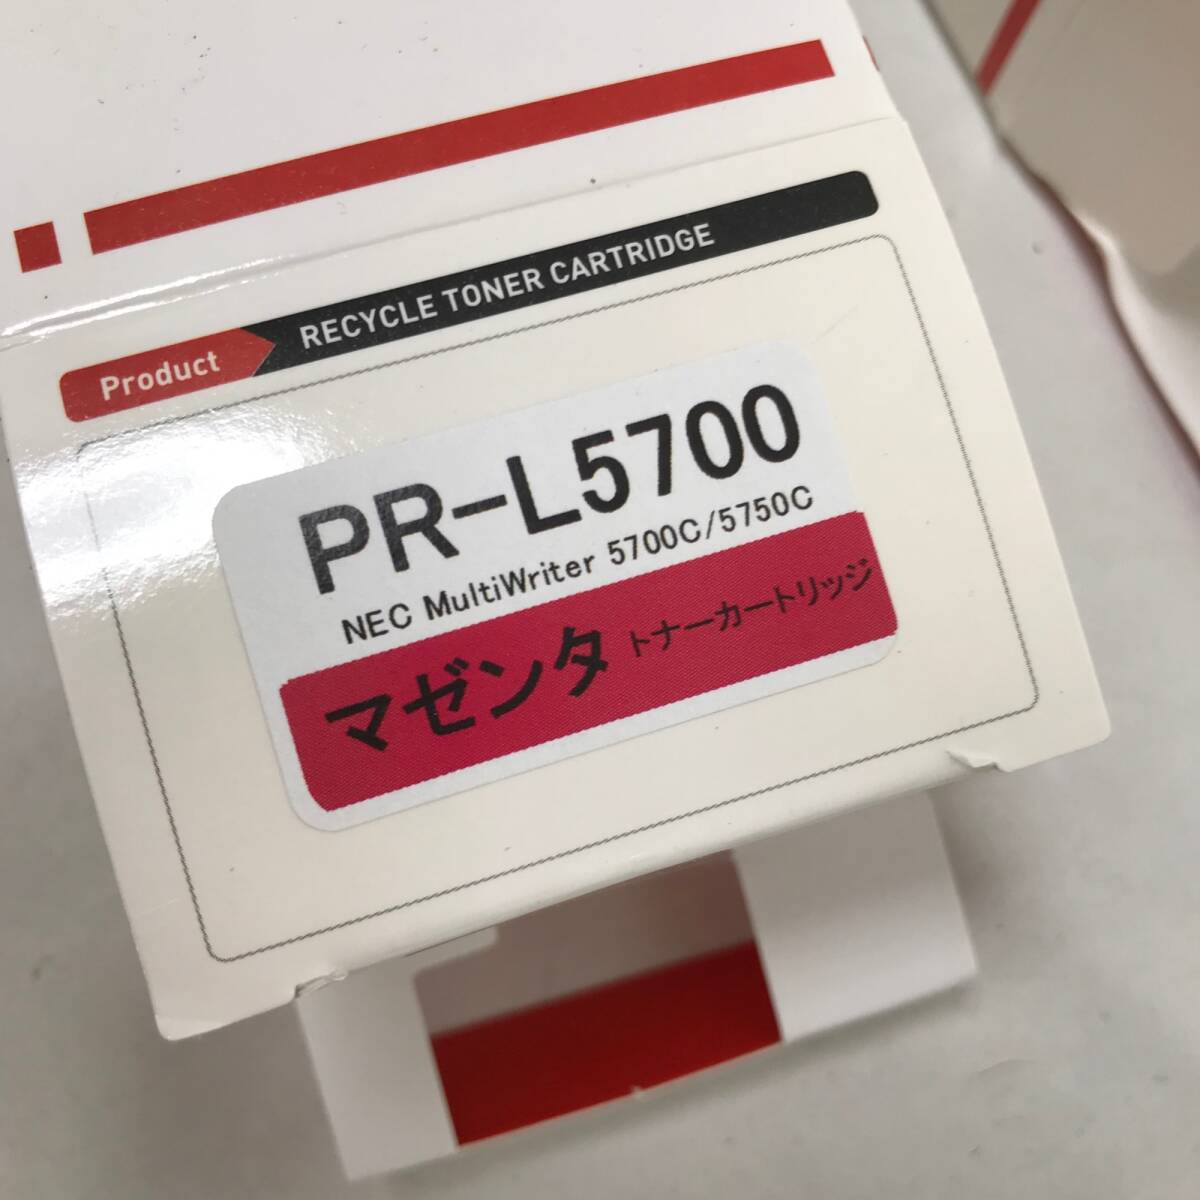 Product RECYCLE TONER CARTRIDGE
PR-L5700
NEC MultiWriter 5700C/5750C
マゼンタ トナーカートリッジ